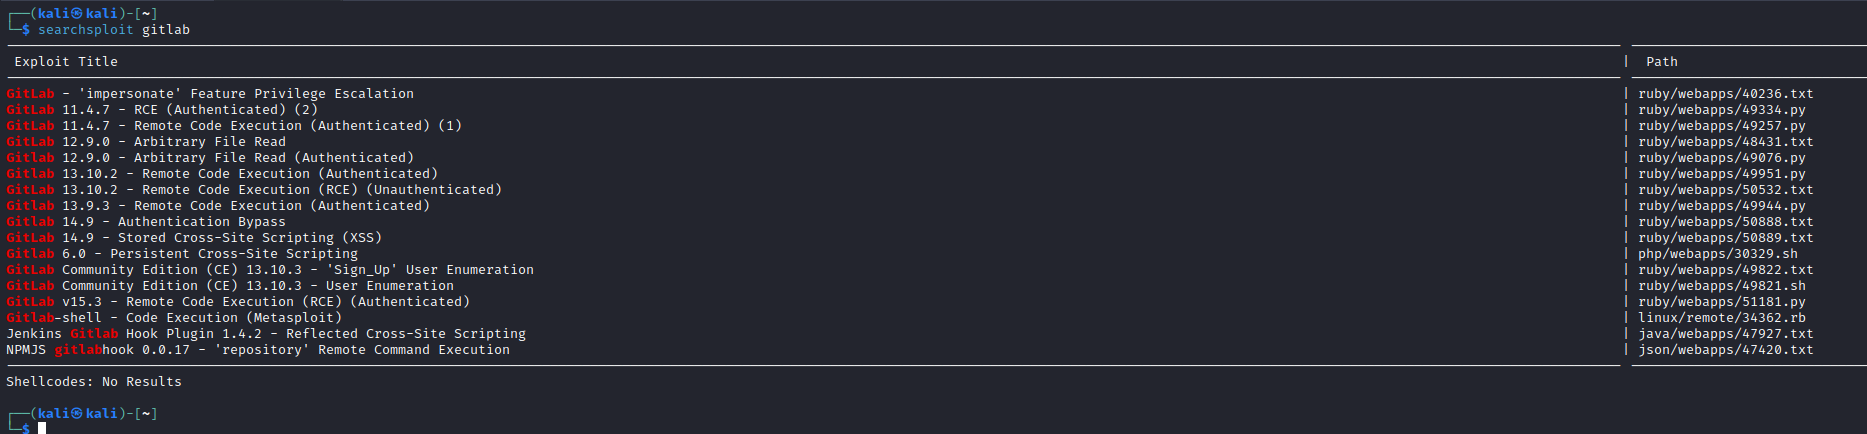 ┌──(kali㉿kali)-[~]
└─$ searchsploit gitlab
Exploit Title | Path
GitLab - 'impersonate' Feature Privilege Escalation | ruby/webapps/40236.txt
GitLab 11.4.7 - RCE (Authenticated) (2) | ruby/webapps/49334.py
GitLab 11.4.7 - Remote Code Execution (Authenticated) (1) | ruby/webapps/49257.py
GitLab 12.9.0 - Arbitrary File Read | ruby/webapps/48431.txt
Gitlab 12.9.0 - Arbitrary File Read (Authenticated) | ruby/webapps/49076.py
Gitlab 13.10.2 - Remote Code Execution (Authenticated) | ruby/webapps/49951.py
GitLab 13.10.2 - Remote Code Execution (RCE) (Unauthenticated) | ruby/webapps/50532.txt
Gitlab 13.9.3 - Remote Code Execution (Authenticated) | ruby/webapps/49944.py
Gitlab 14.9 - Authentication Bypass | ruby/webapps/50888.txt
GitLab 14.9 - Stored Cross-Site Scripting (XSS) | ruby/webapps/50889.txt
Gitlab 6.0 - Persistent Cross-Site Scripting | php/webapps/30329.sh
GitLab Community Edition (CE) 13.10.3 - 'Sign_Up' User Enumeration | ruby/webapps/49822.txt
GitLab Community Edition (CE) 13.10.3 - User Enumeration | ruby/webapps/49821.sh
GitLab v15.3 - Remote Code Execution (RCE) (Authenticated) | ruby/webapps/51181.py
Gitlab-shell - Code Execution (Metasploit) | linux/remote/34362.rb
Jenkins Gitlab Hook Plugin 1.4.2 - Reflected Cross-Site Scripting | java/webapps/47927.txt
NPMJS gitlabhook 0.0.17 - 'repository' Remote Command Execution | json/webapps/47420.txt
Shellcodes: No Results
┌──(kali㉿kali)-[~]
└─$